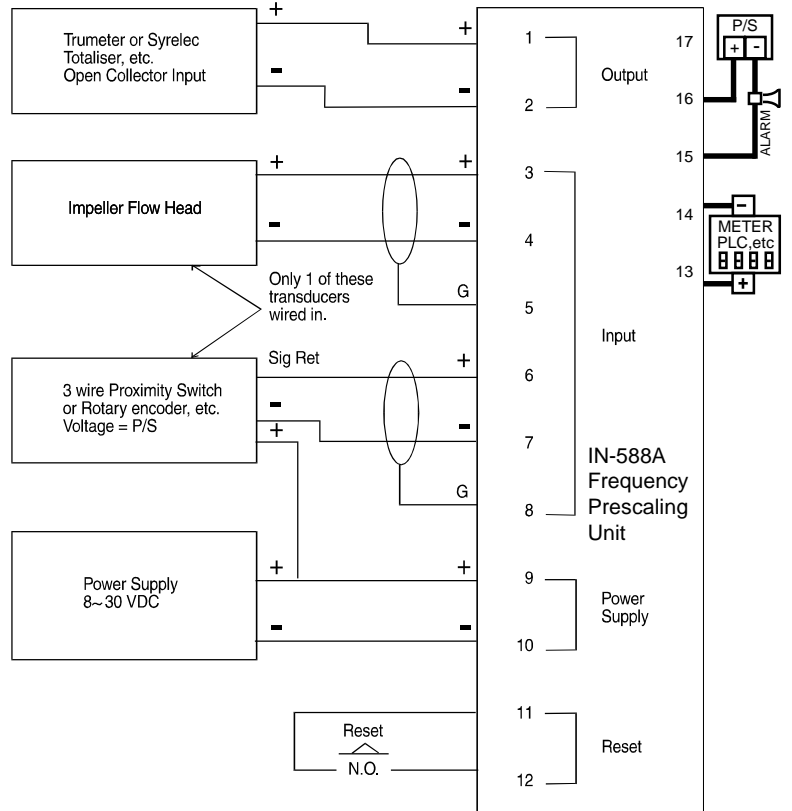 +
Trumeter or Syrelec
Totaliser, etc.
Open Collector Input
-
+
-
1
2
Output
Impeller Flow Head
+
-
+
-
G
3
4
5
Only 1 of these
transducers
wired in.
Input
3 wire Proximity Switch
or Rotary encoder, etc.
Voltage = P/S
Sig Ret
-
+
+
-
G
6
7
8
IN-588A
Frequency
Prescaling
Unit
Power Supply
8~30 VDC
+
-
+
-
9
10
Power
Supply
Reset
N.O.
11
12
Reset
17
16
15
14
13
P/S
+ -
ALARM
-
METER
PLC,etc
+